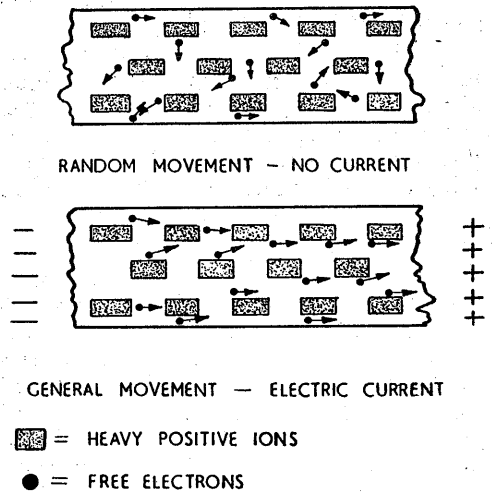 RANDOM MOVEMENT – NO CURRENT
GENERAL MOVEMENT — ELECTRIC CURRENT
= HEAVY POSITIVE IONS
= FREE ELECTRONS